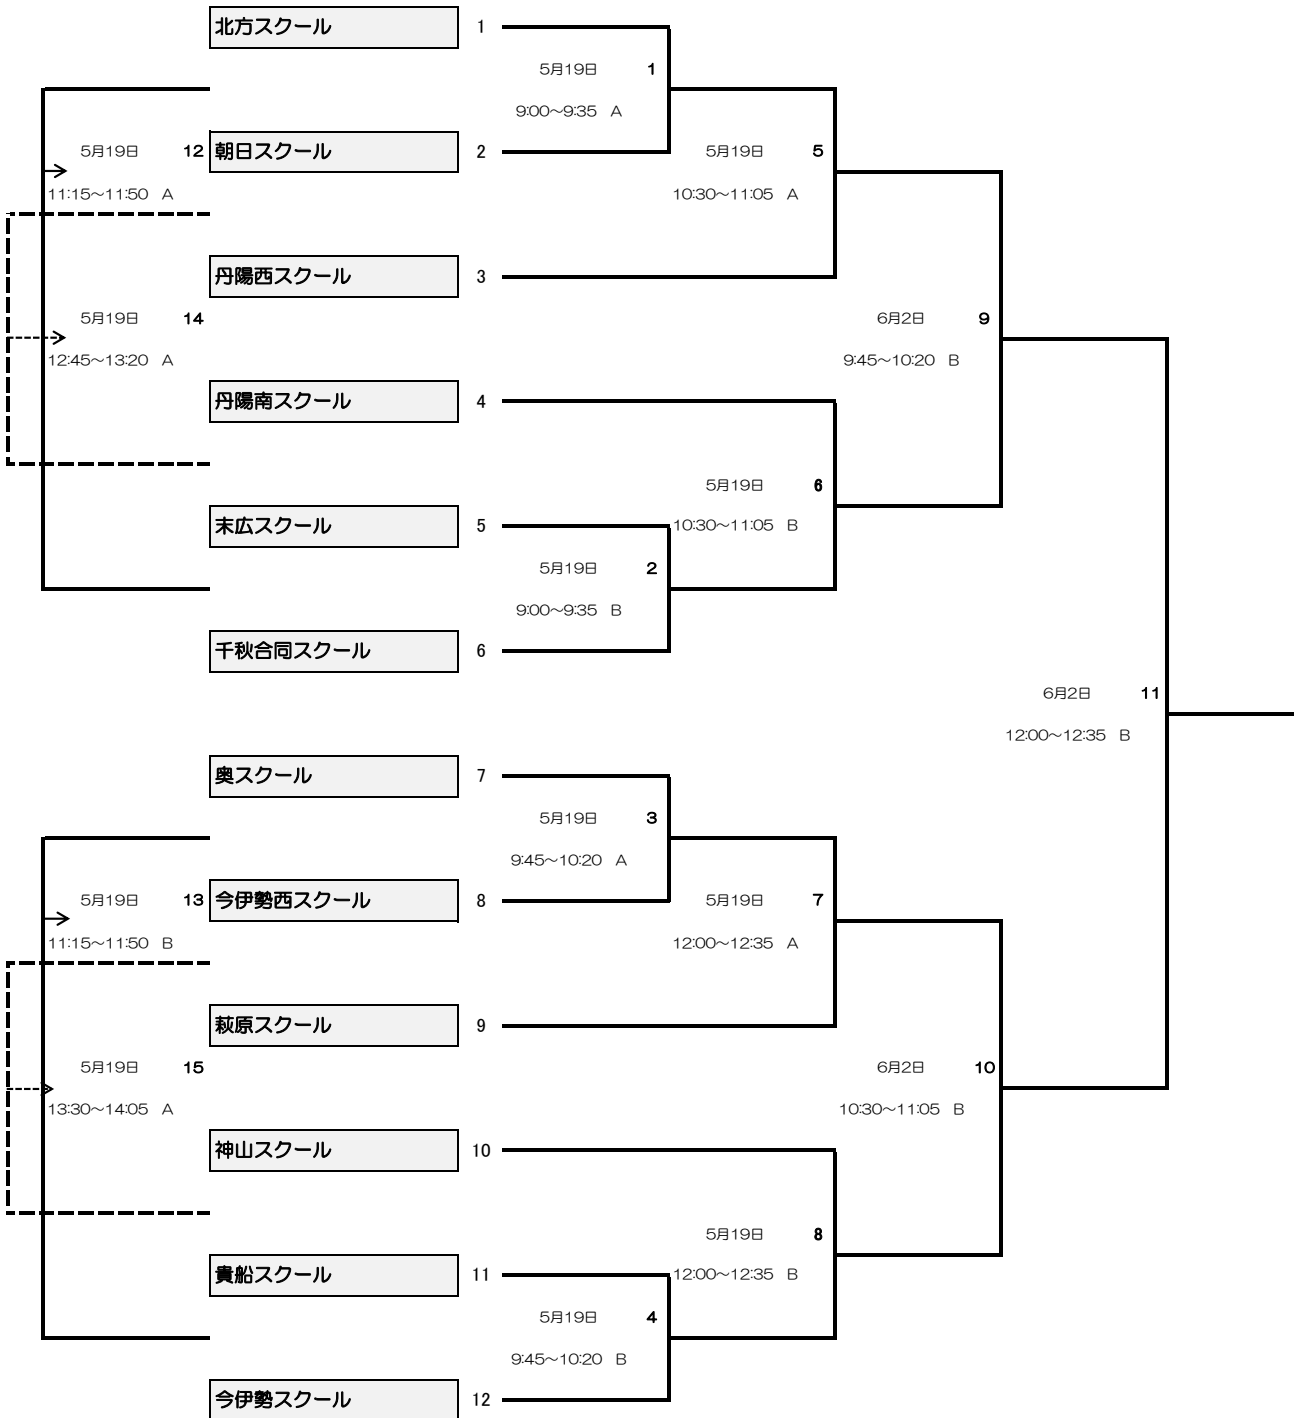 北方スクール 1
5月19日 1
9:00～9:35 A
5月19日 12 朝日スクール 2 5月19日 5
11:15～11:50 A 10:30～11:05 A
丹陽西スクール 3
5月19日 14 6月2日 9
12:45～13:20 A 9:45～10:20 B
丹陽南スクール 4
5月19日 6
末広スクール 5 10:30～11:05 B
5月19日 2
9:00～9:35 B
千秋合同スクール 6
6月2日 11
12:00～12:35 B
奥スクール 7
5月19日 3
9:45～10:20 A
5月19日 13 今伊勢西スクール 8 5月19日 7
11:15～11:50 B 12:00～12:35 A
萩原スクール 9
5月19日 15 6月2日 10
13:30～14:05 A 10:30～11:05 B
神山スクール 10
5月19日 8
貴船スクール 11 12:00～12:35 B
5月19日 4
9:45～10:20 B
今伊勢スクール 12